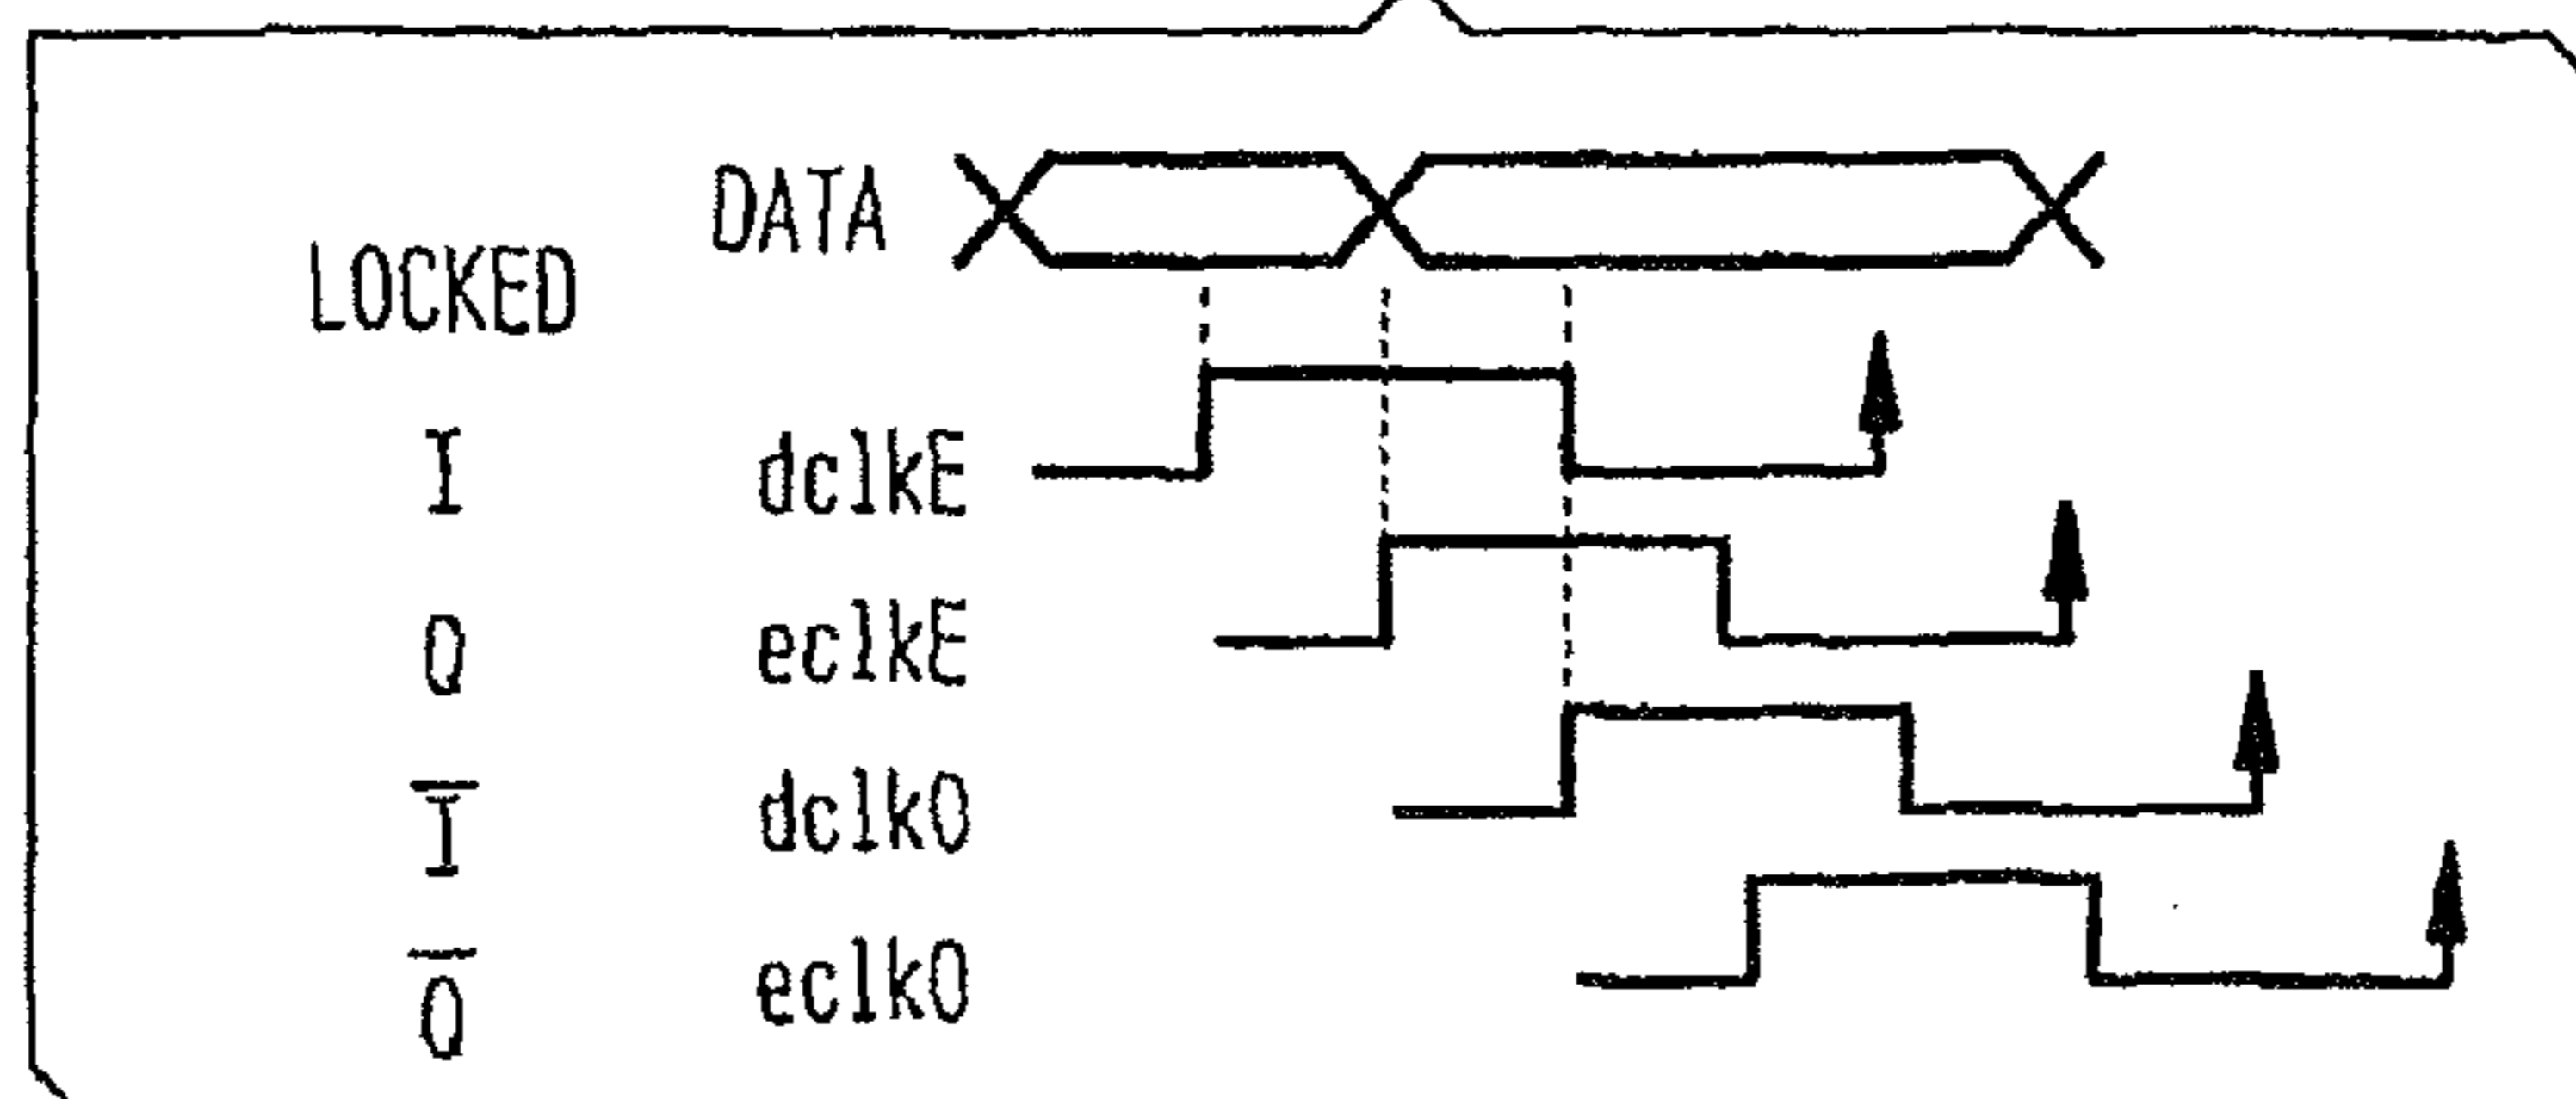 DATA
LOCKED
I dclkE
Q eclkE
I̅ dclkO
Q̅ eclkO